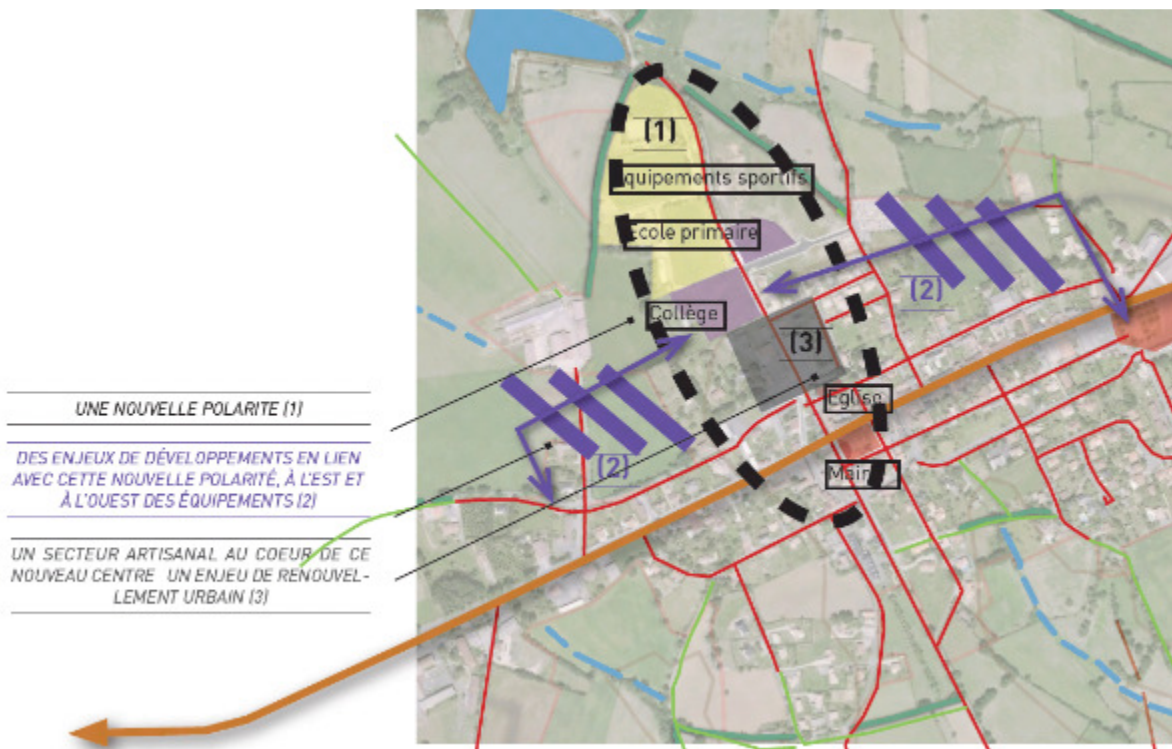 (1)
quipements sportifs
Ecole primaire
(2)
Collège
(3)
Eglise
(2)
Mairie
UNE NOUVELLE POLARITE (1)
DES ENJEUX DE DÉVELOPPEMENTS EN LIEN
AVEC CETTE NOUVELLE POLARITÉ, À L'EST ET
À L'OUEST DES ÉQUIPEMENTS (2)
UN SECTEUR ARTISANAL AU COEUR DE CE
NOUVEAU CENTRE UN ENJEU DE RENOUVEL-
LEMENT URBAIN (3)